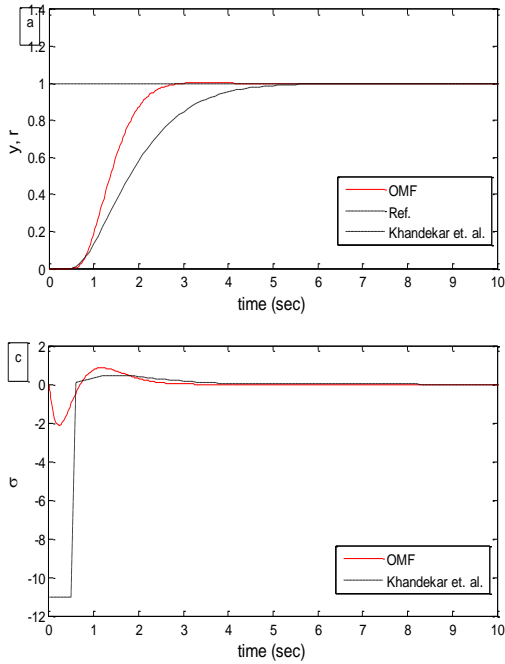 a
1.4
1.2
1
0.8
0.6
0.4
0.2
0
y, r
OMF
Ref.
Khandekar et. al.
0 1 2 3 4 5 6 7 8 9 10
time (sec)
c
2
0
-2
-4
-6
-8
-10
-12
σ
OMF
Khandekar et. al.
0 1 2 3 4 5 6 7 8 9 10
time (sec)